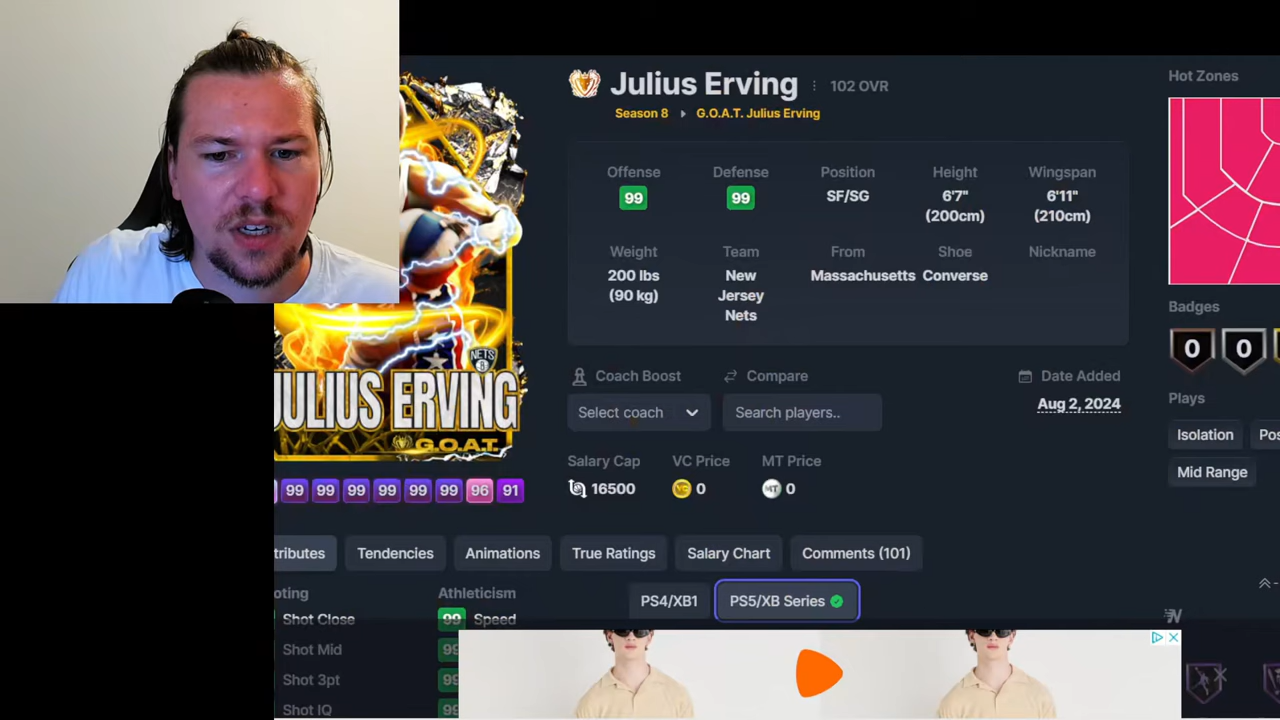 Julius Erving
102 OVR
Season 8
G.O.A.T. Julius Erving
Offense
Defense
Position
Height
Wingspan
99
99
SF/SG
6'7"
(200cm)
6'11"
(210cm)
Weight
Team
From
Shoe
Nickname
200 lbs
(90 kg)
New
Jersey
Nets
Massachusetts
Converse
Coach Boost
Compare
Date Added
Select coach
Search players..
Aug 2, 2024
Salary Cap
VC Price
MT Price
16500
VC
0
MT
0
Hot Zones
Badges
0
0
Plays
Isolation
Pos
Mid Range
NETS
8
JULIUS ERVING
G.O.A.T.
99 99 99 99 99 99 96 91
tributes
Tendencies
Animations
True Ratings
Salary Chart
Comments (101)
oting
Athleticism
PS4/XB1
PS5/XB Series
Shot Close
99
Speed
Shot Mid
Shot 3pt
Shot IQ